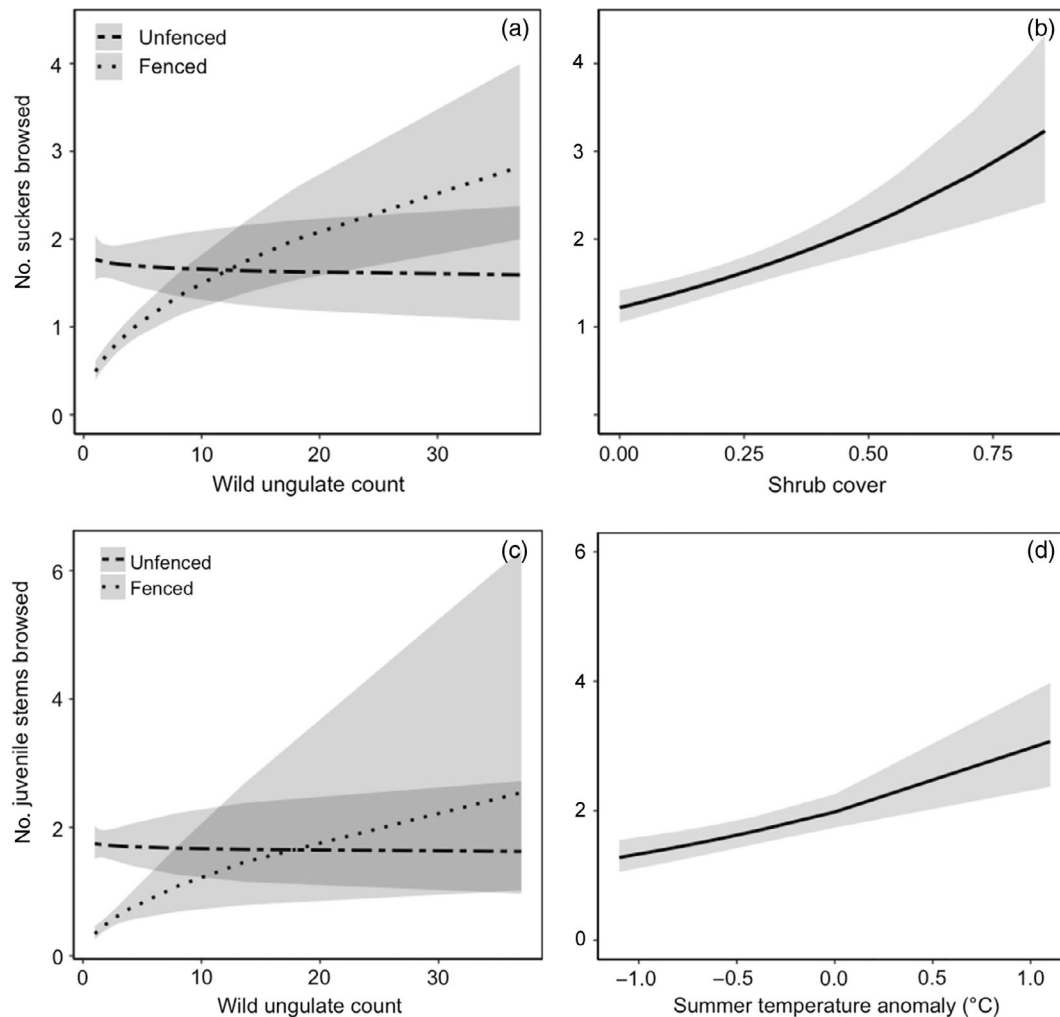 (a)
Unfenced
Fenced
No. suckers browsed
4
3
2
1
0
0 10 20 30
Wild ungulate count
(b)
4
3
2
1
0.00 0.25 0.50 0.75
Shrub cover
(c)
Unfenced
Fenced
No. juvenile stems browsed
6
4
2
0
0 10 20 30
Wild ungulate count
(d)
6
4
2
0
−1.0 −0.5 0.0 0.5 1.0
Summer temperature anomaly (°C)